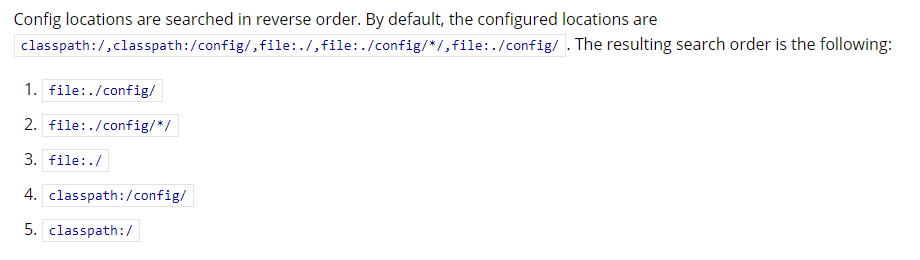 Config locations are searched in reverse order. By default, the configured locations are
classpath:/,classpath:/config/,file:./,file:./config/*/,file:./config/ . The resulting search order is the following:
1. file:./config/
2. file:./config/*/
3. file:./
4. classpath:/config/
5. classpath:/